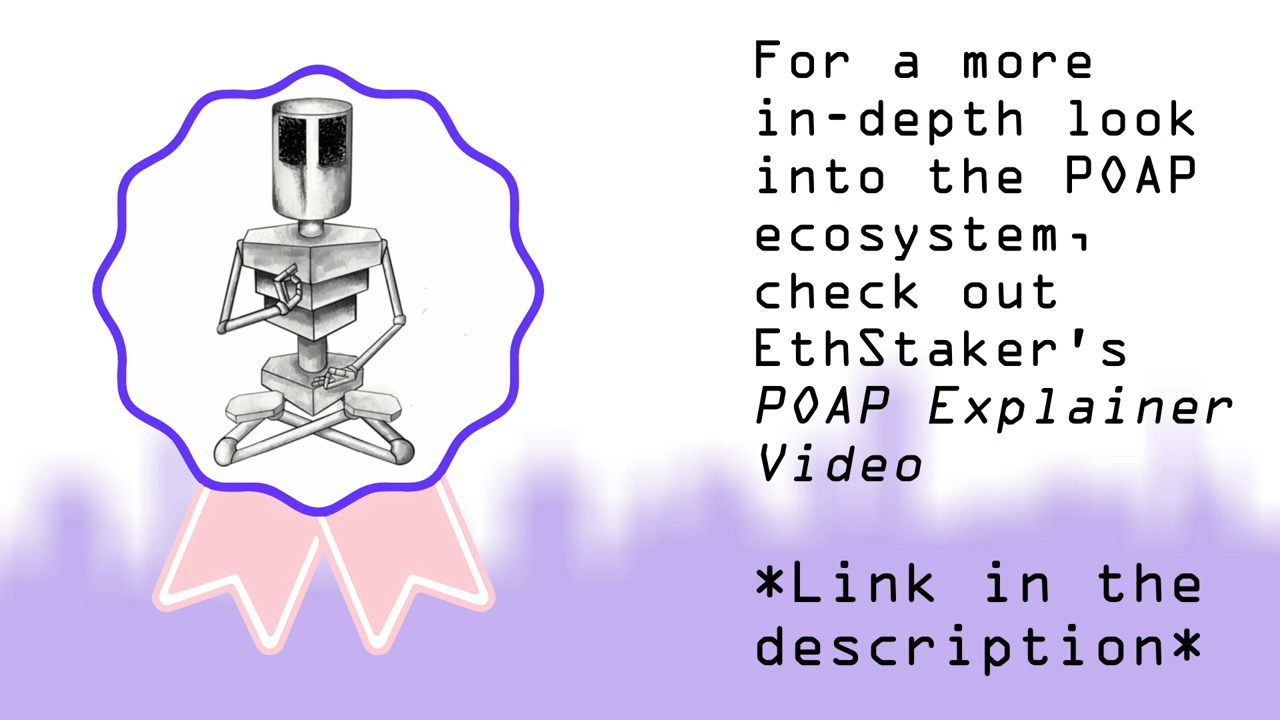 For a more
in-depth look
into the POAP
ecosystem,
check out
EthStaker's
POAP Explainer
Video
*Link in the
description*